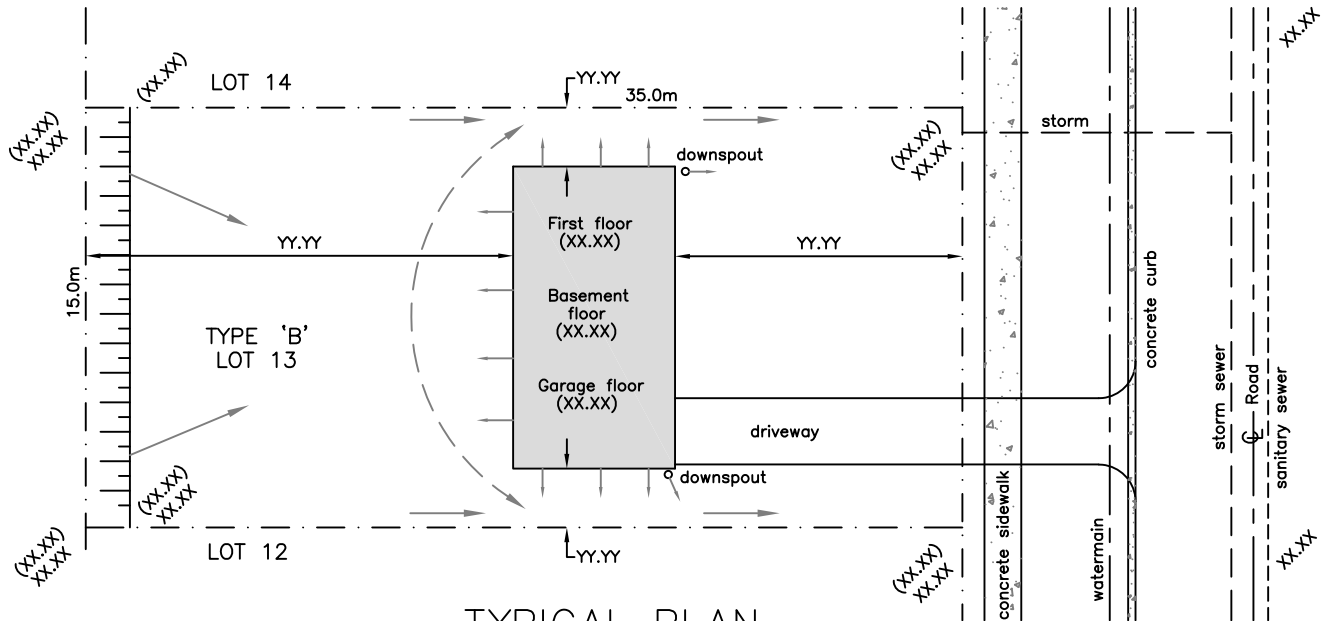 XX.XX
(XX.XX)
LOT 14
YY.YY
35.0m
(XX.XX)
XX.XX
(XX.XX)
XX.XX
storm
downspout
First floor
(XX.XX)
YY.YY
YY.YY
15.0m
Basement
floor
(XX.XX)
TYPE 'B'
LOT 13
Garage floor
(XX.XX)
driveway
concrete curb
storm sewer
℄ Road
sanitary sewer
downspout
(XX.XX)
XX.XX
concrete sidewalk
watermain
LOT 12
YY.YY
(XX.XX)
XX.XX
(XX.XX)
XX.XX
XX.XX
TYPICAL PLAN